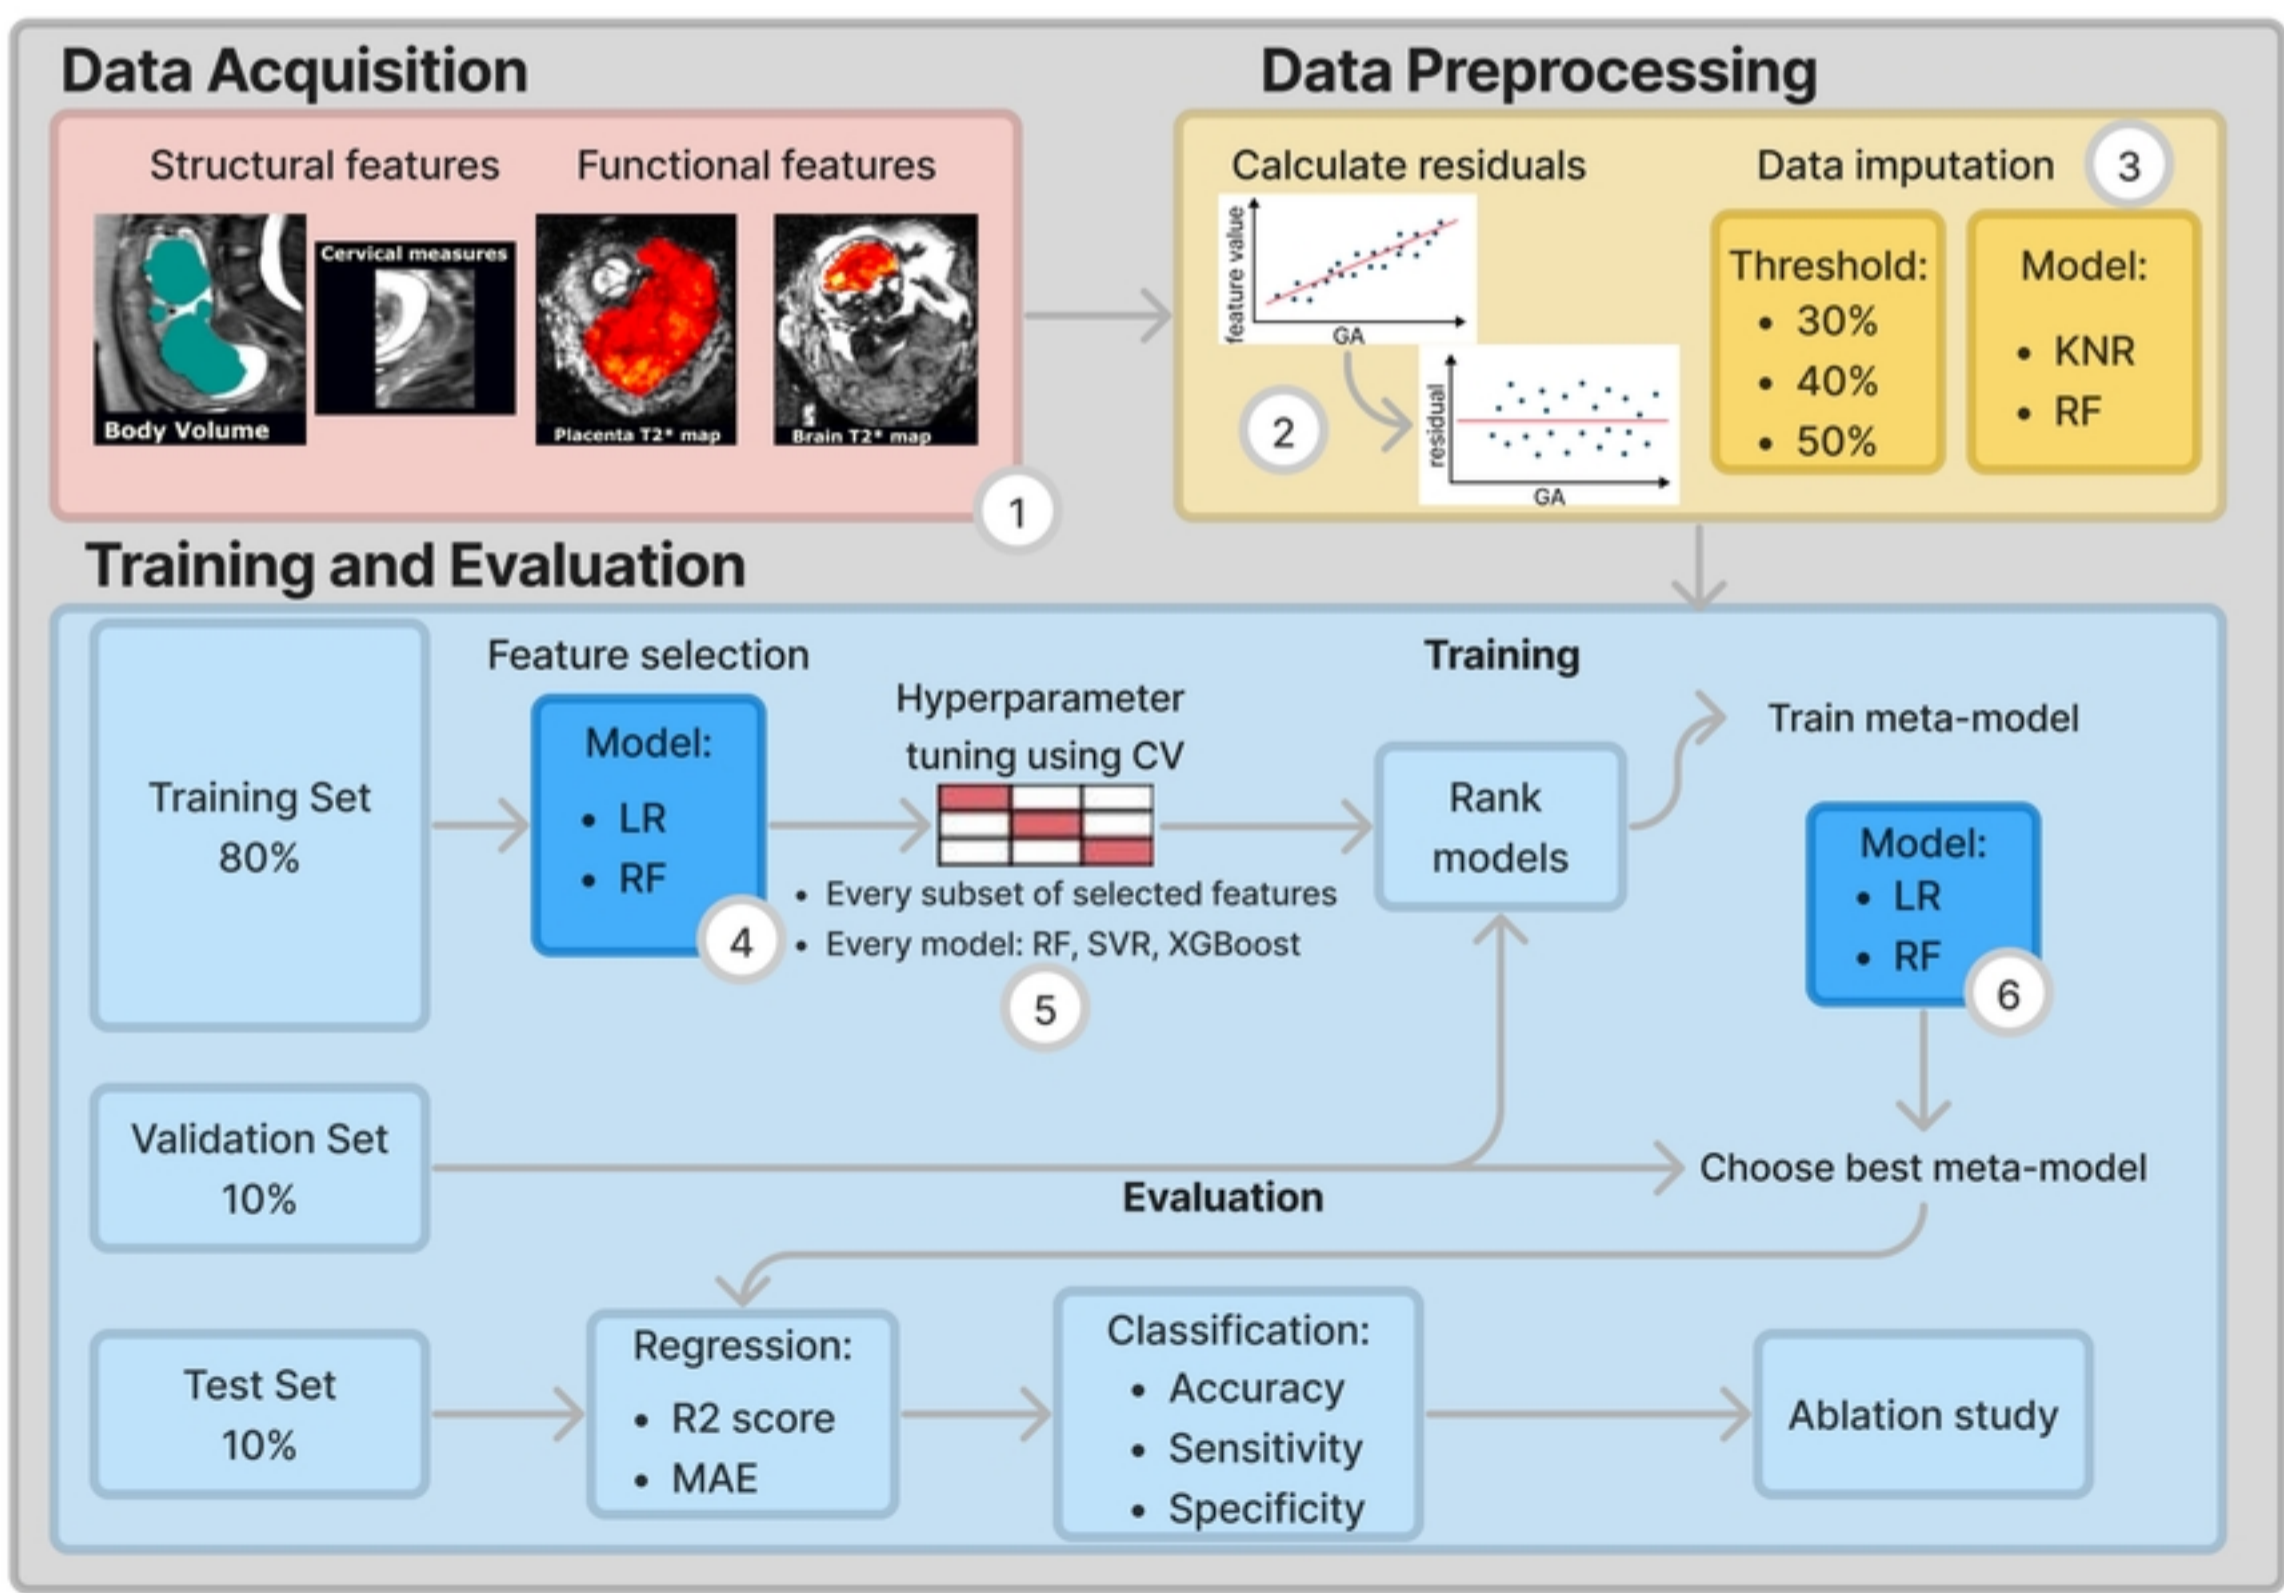 Data Acquisition
Structural features
Functional features
Body Volume
Cervical measures
Placenta T2* map
Brain T2* map
1
Data Preprocessing
Calculate residuals
feature value
GA
2
residual
GA
Data imputation
3
Threshold:
• 30%
• 40%
• 50%
Model:
• KNR
• RF
Training and Evaluation
Training
Training Set
80%
Feature selection
Model:
• LR
• RF
4
Hyperparameter
tuning using CV
• Every subset of selected features
• Every model: RF, SVR, XGBoost
5
Rank
models
Train meta-model
Model:
• LR
• RF
6
Validation Set
10%
Choose best meta-model
Evaluation
Test Set
10%
Regression:
• R2 score
• MAE
Classification:
• Accuracy
• Sensitivity
• Specificity
Ablation study